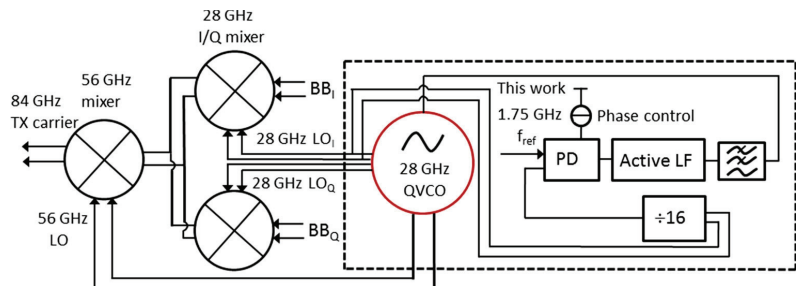 28 GHz
I/Q mixer
56 GHz
mixer
84 GHz
TX carrier
BB_I
28 GHz LO_I
28 GHz LO_Q
BB_Q
56 GHz
LO
28 GHz
QVCO
This work
1.75 GHz
f_ref
Phase control
PD
Active LF
÷16